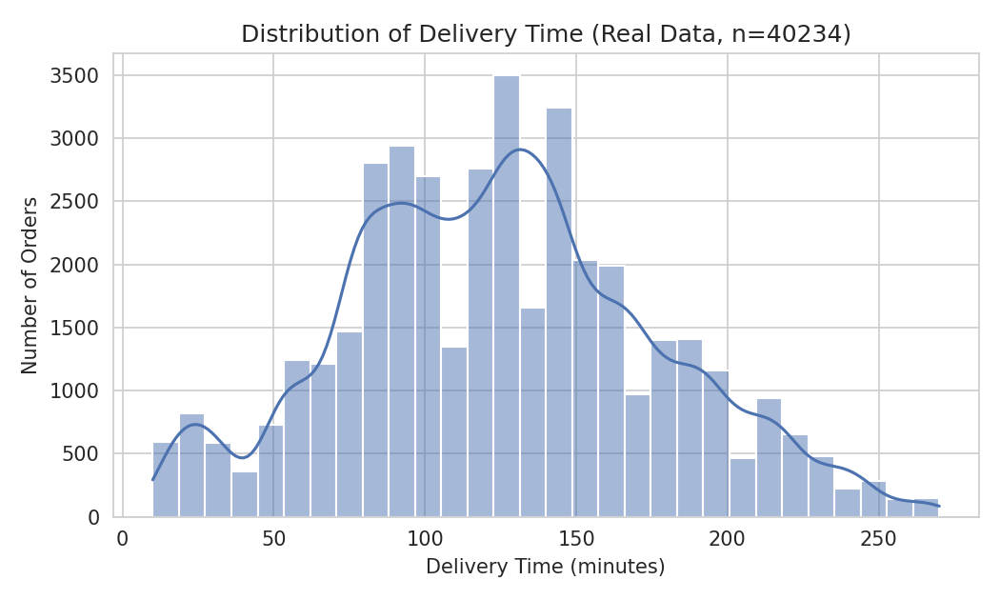 Distribution of Delivery Time (Real Data, n=40234)
Number of Orders
3500
3000
2500
2000
1500
1000
500
0
0 50 100 150 200 250
Delivery Time (minutes)